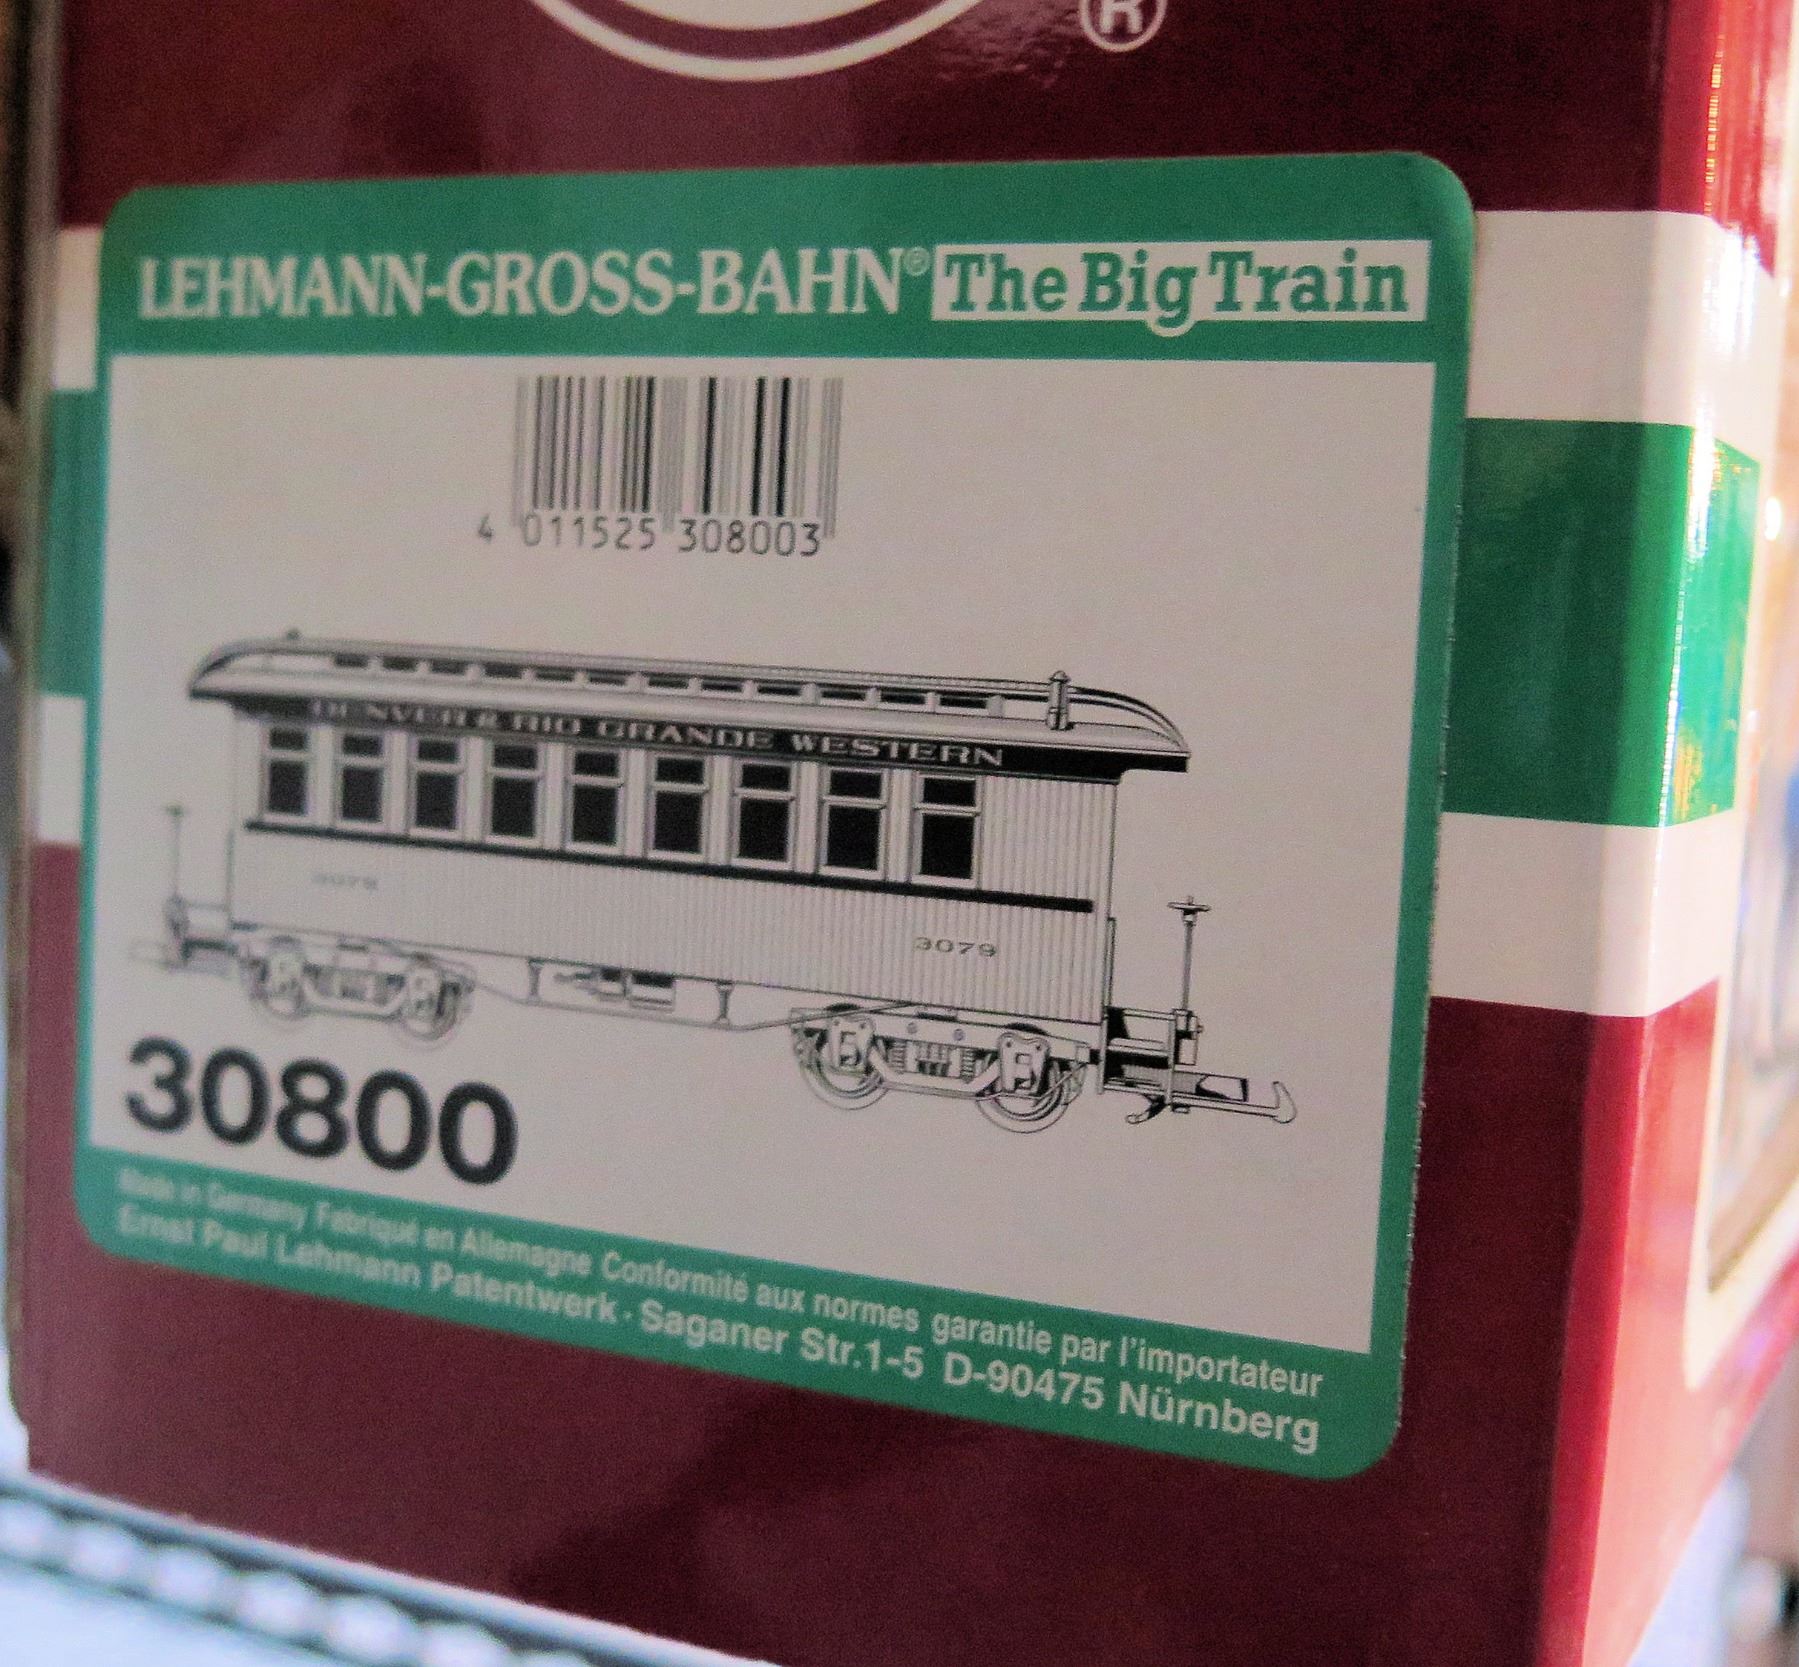 ®
LEHMANN-GROSS-BAHN® The Big Train
4 011525 308003
DENVER & RIO GRANDE WESTERN
3079
3079
30800
Made in Germany Fabriqué en Allemagne Conformité aux normes garantie par l'importateur
Ernst Paul Lehmann Patentwerk · Saganer Str.1-5 D-90475 Nürnberg